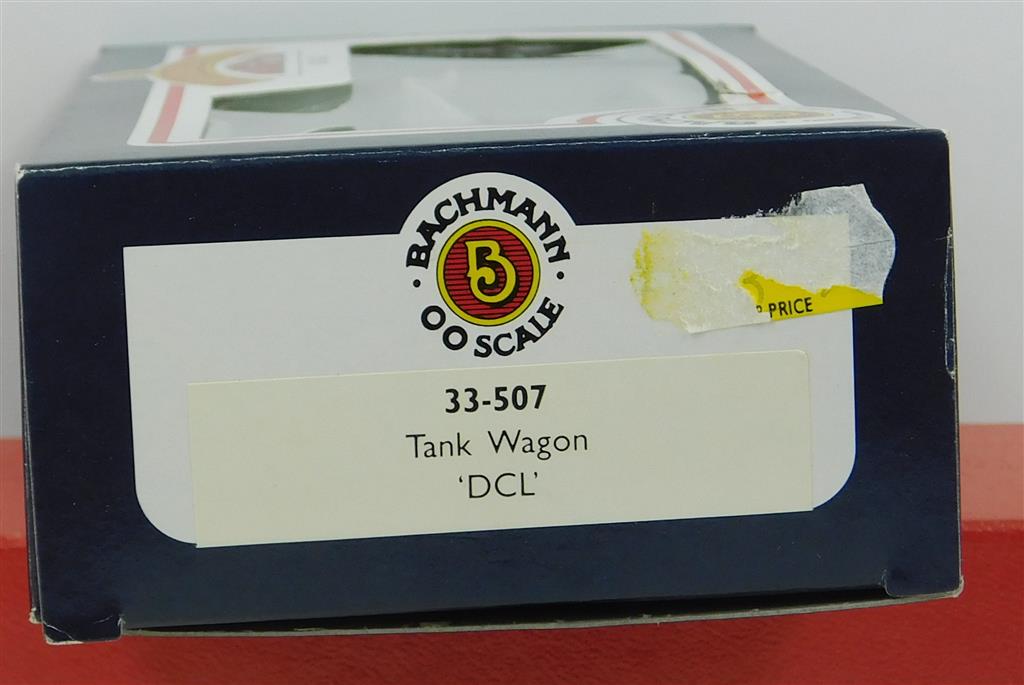 BACHMANN
B
OO SCALE
PRICE
33-507
Tank Wagon
‘DCL’